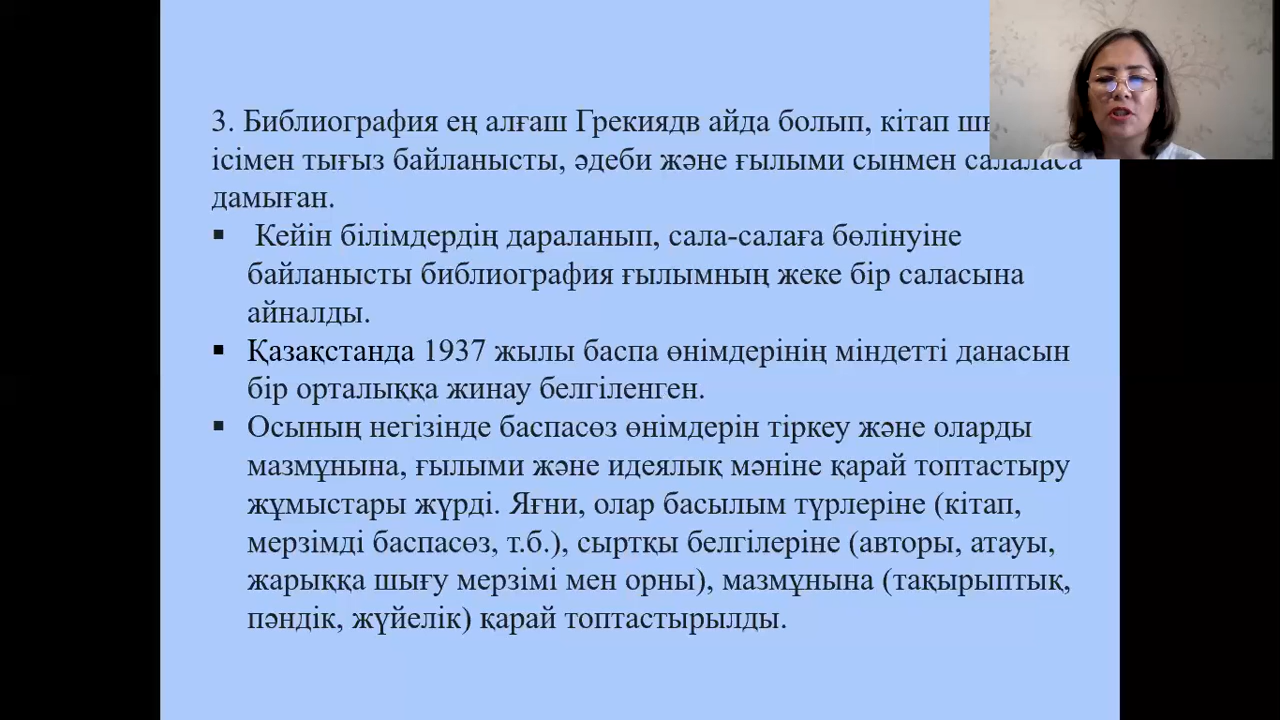 3. Библиография ең алғаш Грекиядв айда болып, кітап
ісімен тығыз байланысты, әдеби және ғылыми сынмен салаласа
дамыған.
▪ Кейін білімдердің дараланып, сала-салаға бөлінуіне
байланысты библиография ғылымның жеке бір саласына
айналды.
▪ Қазақстанда 1937 жылы баспа өнімдерінің міндетті данасын
бір орталыққа жинау белгіленген.
▪ Осының негізінде баспасөз өнімдерін тіркеу және оларды
мазмұнына, ғылыми және идеялық мәніне қарай топтастыру
жұмыстары жүрді. Яғни, олар басылым түрлеріне (кітап,
мерзімді баспасөз, т.б.), сыртқы белгілеріне (авторы, атауы,
жарыққа шығу мерзімі мен орны), мазмұнына (тақырыптық,
пәндік, жүйелік) қарай топтастырылды.